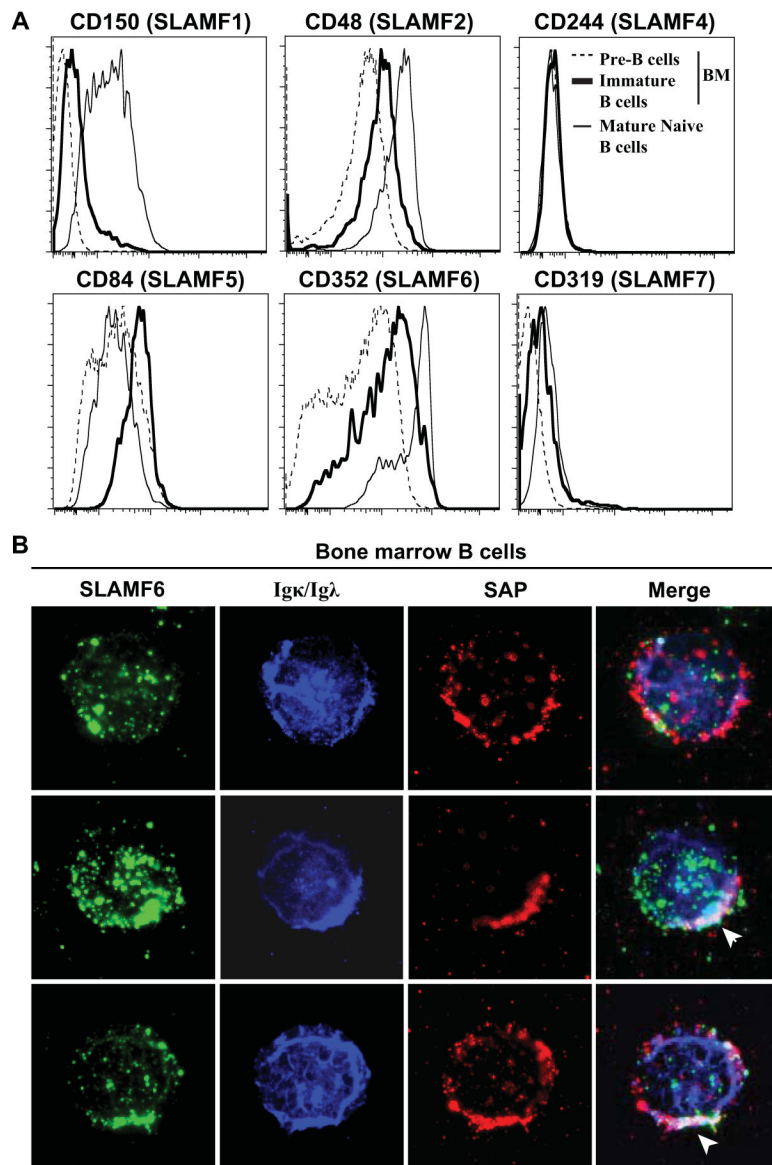 A
CD150 (SLAMF1)
CD48 (SLAMF2)
CD244 (SLAMF4)
Pre-B cells
Immature
B cells
BM
Mature Naive
B cells
CD84 (SLAMF5)
CD352 (SLAMF6)
CD319 (SLAMF7)
B
Bone marrow B cells
SLAMF6
Igκ/Igλ
SAP
Merge